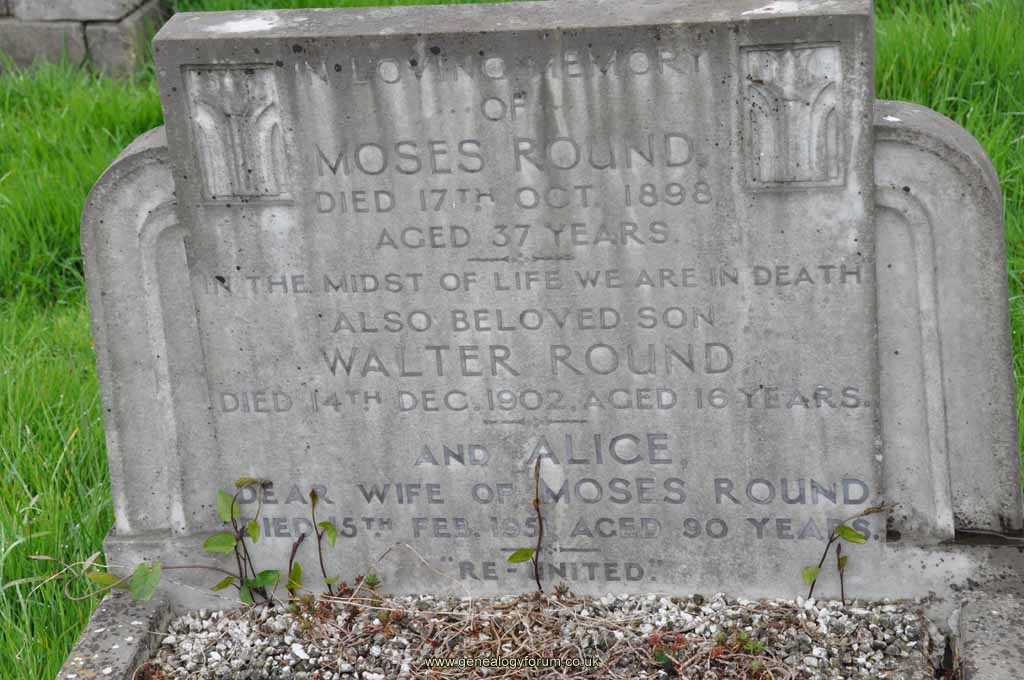 IN LOVING MEMORY
OF
MOSES ROUND.
DIED 17TH OCT. 1898
AGED 37 YEARS.
IN THE MIDST OF LIFE WE ARE IN DEATH
ALSO BELOVED SON
WALTER ROUND
DIED 14TH DEC. 1902, AGED 16 YEARS.
AND ALICE,
DEAR WIFE OF MOSES ROUND,
DIED 15TH FEB. AGED 90 YEARS.
"RE-UNITED."
www.genealogyforum.co.uk